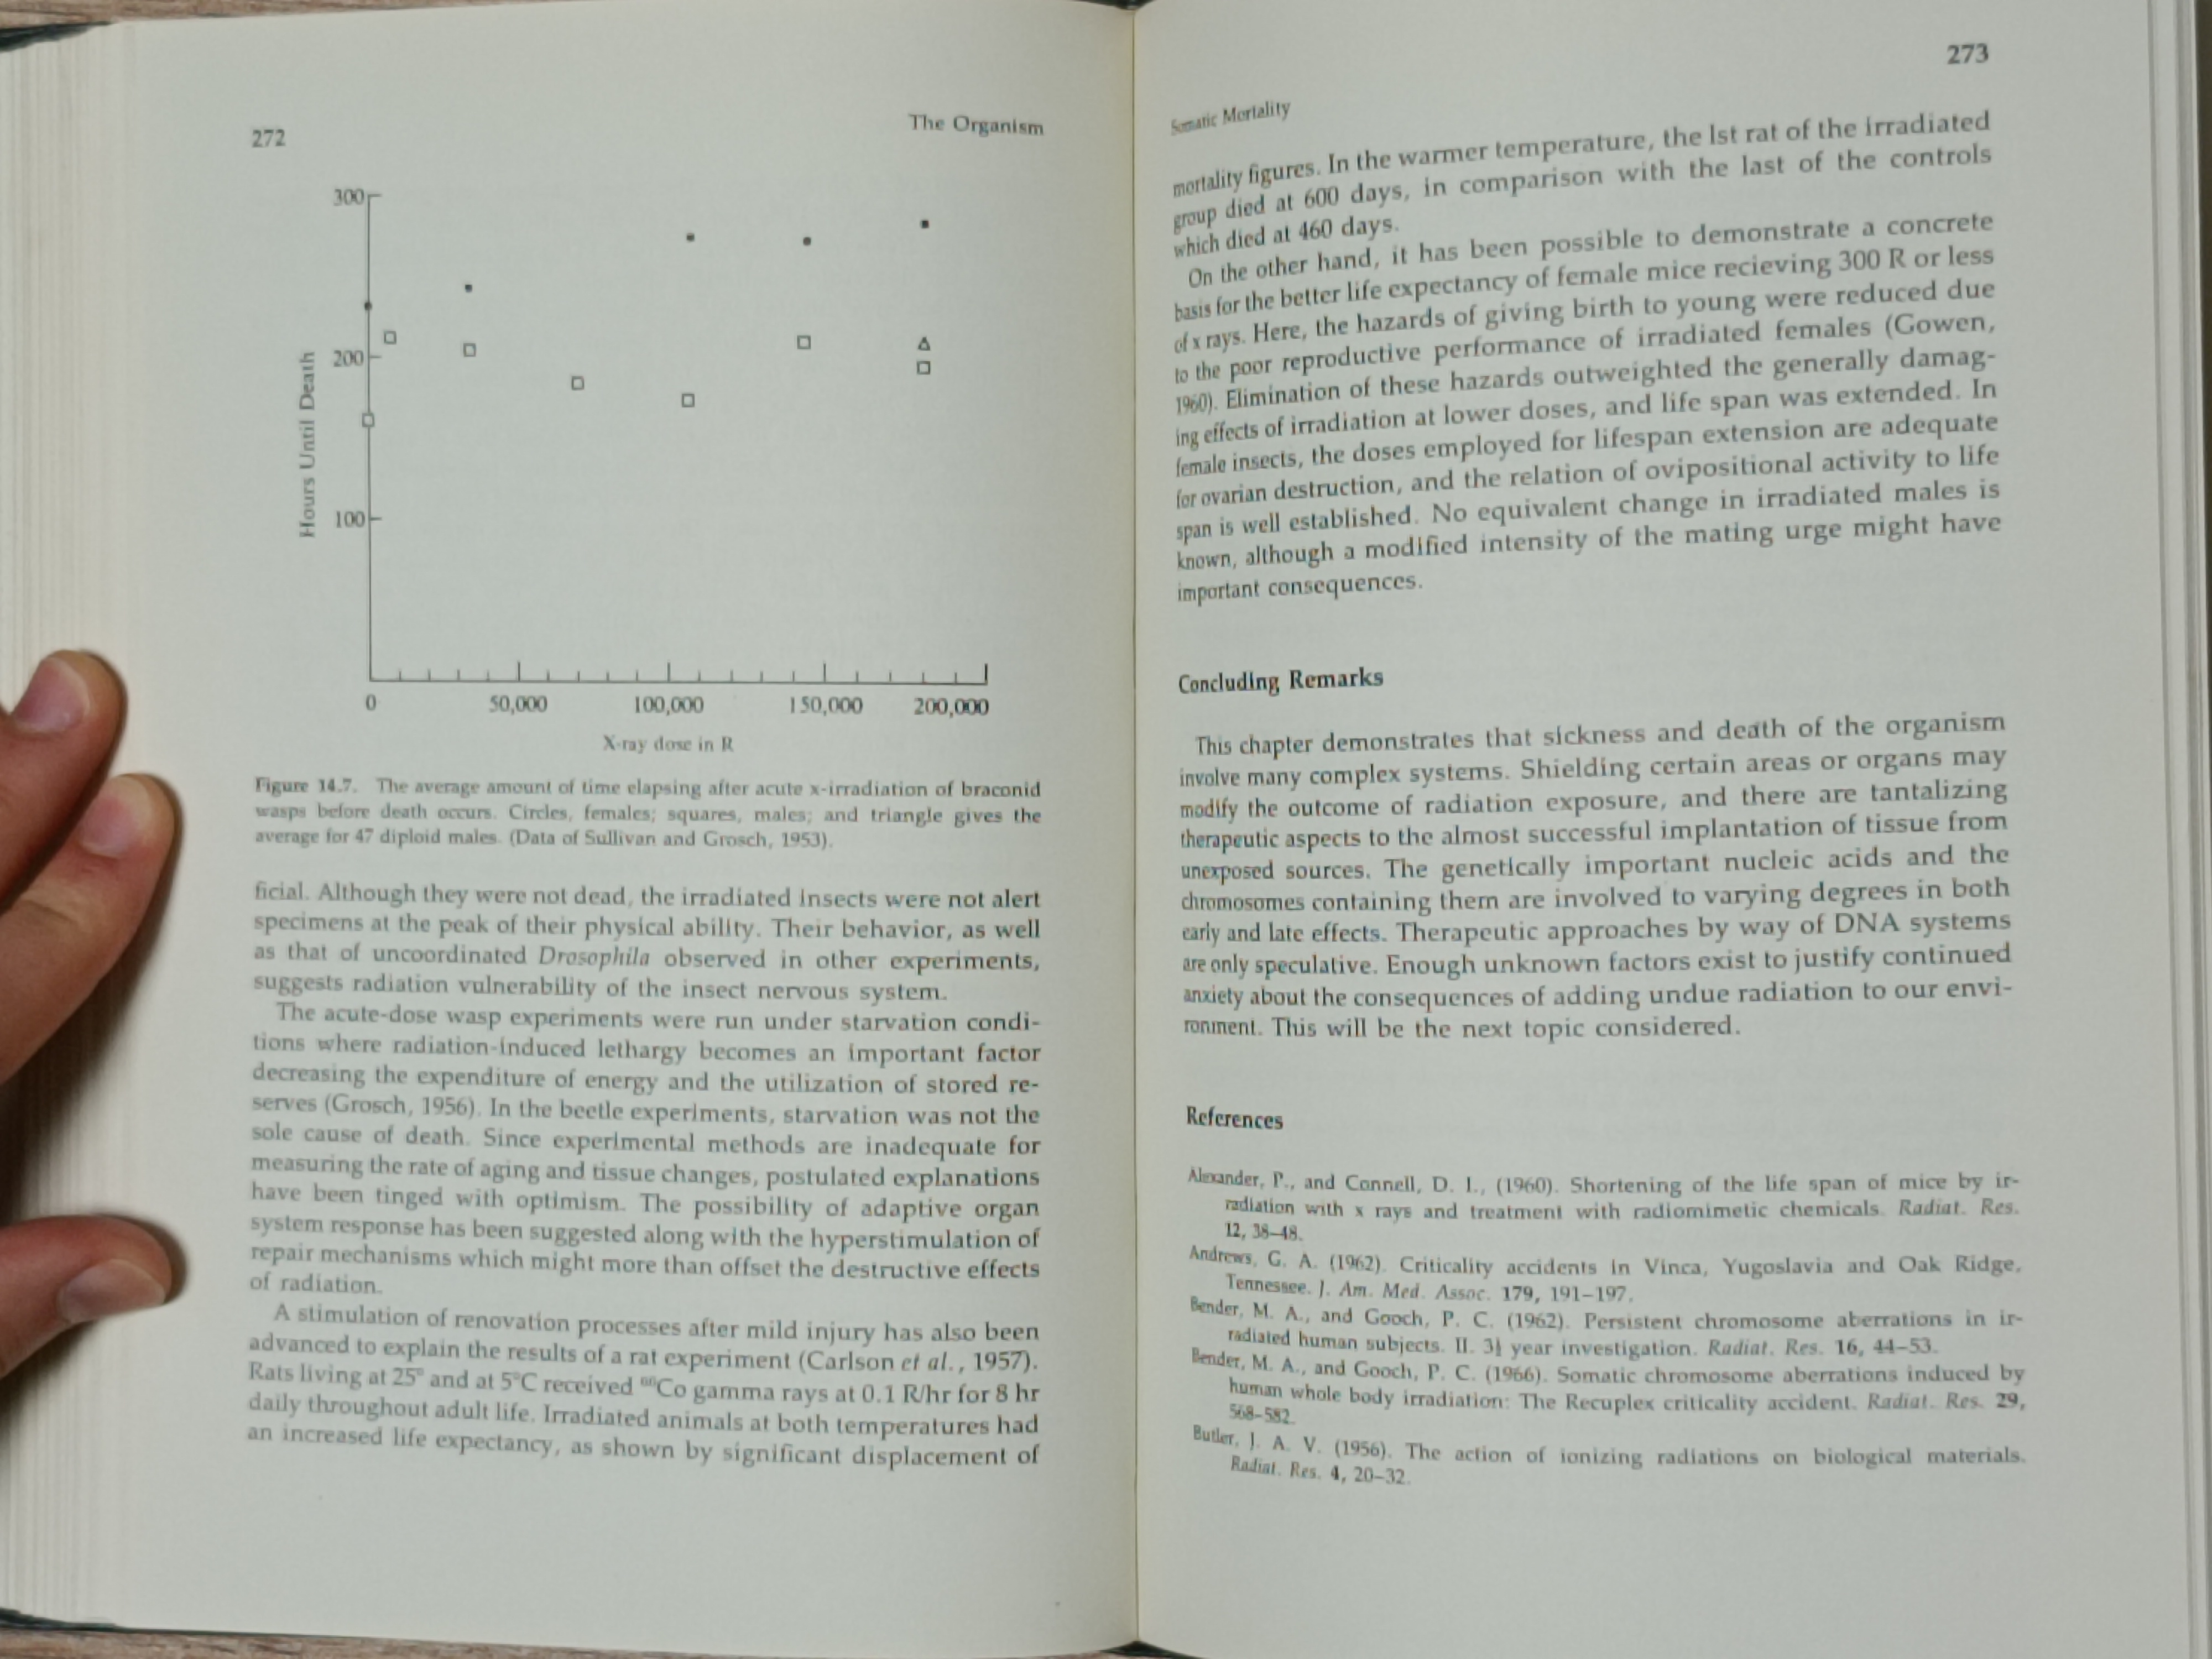 272
The Organism
300
200
100
Hours Until Death
0
50,000
100,000
150,000
200,000
X-ray dose in R
Figure 14.7. The average amount of time elapsing after acute x-irradiation of braconid
wasps before death occurs. Circles, females; squares, males; and triangle gives the
average for 47 diploid males. (Data of Sullivan and Grosch, 1953).
ficial. Although they were not dead, the irradiated insects were not alert
specimens at the peak of their physical ability. Their behavior, as well
as that of uncoordinated Drosophila observed in other experiments,
suggests radiation vulnerability of the insect nervous system.
The acute-dose wasp experiments were run under starvation condi-
tions where radiation-induced lethargy becomes an important factor
decreasing the expenditure of energy and the utilization of stored re-
serves (Grosch, 1956). In the beetle experiments, starvation was not the
sole cause of death. Since experimental methods are inadequate for
measuring the rate of aging and tissue changes, postulated explanations
have been tinged with optimism. The possibility of adaptive organ
system response has been suggested along with the hyperstimulation of
repair mechanisms which might more than offset the destructive effects
of radiation.
A stimulation of renovation processes after mild injury has also been
advanced to explain the results of a rat experiment (Carlson et al., 1957).
Rats living at 25° and at 5°C received ⁶⁰Co gamma rays at 0.1 R/hr for 8 hr
daily throughout adult life. Irradiated animals at both temperatures had
an increased life expectancy, as shown by significant displacement of
273
Somatic Mortality
mortality figures. In the warmer temperature, the lst rat of the irradiated
group died at 600 days, in comparison with the last of the controls
which died at 460 days.
On the other hand, it has been possible to demonstrate a concrete
basis for the better life expectancy of female mice recieving 300 R or less
of x rays. Here, the hazards of giving birth to young were reduced due
to the poor reproductive performance of irradiated females (Gowen,
1960). Elimination of these hazards outweighted the generally damag-
ing effects of irradiation at lower doses, and life span was extended. In
female insects, the doses employed for lifespan extension are adequate
for ovarian destruction, and the relation of ovipositional activity to life
span is well established. No equivalent change in irradiated males is
known, although a modified intensity of the mating urge might have
important consequences.
Concluding Remarks
This chapter demonstrates that sickness and death of the organism
involve many complex systems. Shielding certain areas or organs may
modify the outcome of radiation exposure, and there are tantalizing
therapeutic aspects to the almost successful implantation of tissue from
unexposed sources. The genetically important nucleic acids and the
chromosomes containing them are involved to varying degrees in both
early and late effects. Therapeutic approaches by way of DNA systems
are only speculative. Enough unknown factors exist to justify continued
anxiety about the consequences of adding undue radiation to our envi-
ronment. This will be the next topic considered.
References
Alexander, P., and Connell, D. I., (1960). Shortening of the life span of mice by ir-
radiation with x rays and treatment with radiomimetic chemicals. Radiat. Res.
12, 38–48.
Andrews, G. A. (1962). Criticality accidents in Vinca, Yugoslavia and Oak Ridge,
Tennessee. J. Am. Med. Assoc. 179, 191–197.
Bender, M. A., and Gooch, P. C. (1962). Persistent chromosome aberrations in ir-
radiated human subjects. II. 3½ year investigation. Radiat. Res. 16, 44–53.
Bender, M. A., and Gooch, P. C. (1966). Somatic chromosome aberrations induced by
human whole body irradiation: The Recuplex criticality accident. Radiat. Res. 29,
568–582.
Butler, J. A. V. (1956). The action of ionizing radiations on biological materials.
Radiat. Res. 4, 20–32.